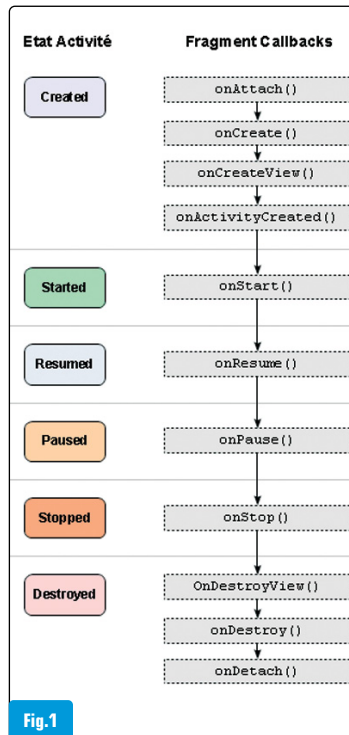 Etat Activité Fragment Callbacks
Created
onAttach()
onCreate()
onCreateView()
onActivityCreated()
Started onStart()
Resumed onResume()
Paused onPause()
Stopped onStop()
Destroyed
OnDestroyView()
onDestroy()
onDetach()
Fig.1